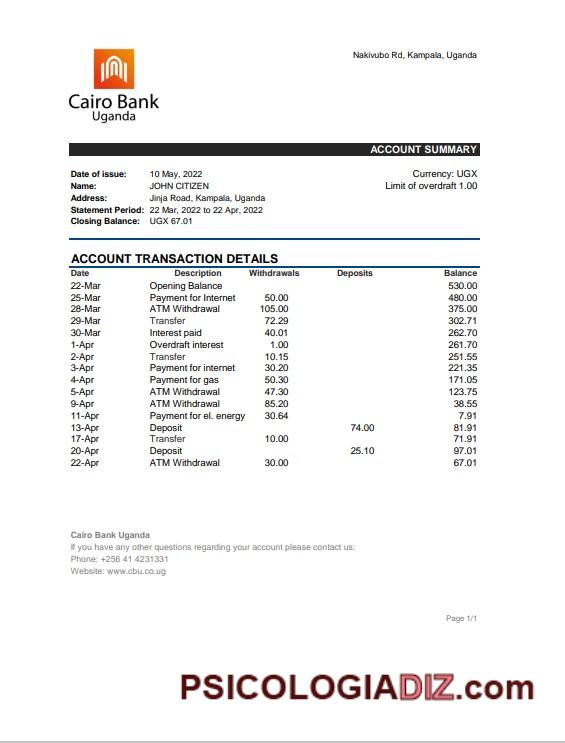 Nakivubo Rd, Kampala, Uganda
Cairo Bank
Uganda
ACCOUNT SUMMARY
Date of issue: 10 May, 2022 Currency: UGX
Name: JOHN CITIZEN Limit of overdraft 1.00
Address: Jinja Road, Kampala, Uganda
Statement Period: 22 Mar, 2022 to 22 Apr, 2022
Closing Balance: UGX 67.01
ACCOUNT TRANSACTION DETAILS
Date Description Withdrawals Deposits Balance
22-Mar Opening Balance 530.00
25-Mar Payment for Internet 50.00 480.00
28-Mar ATM Withdrawal 105.00 375.00
29-Mar Transfer 72.29 302.71
30-Mar Interest paid 40.01 262.70
1-Apr Overdraft interest 1.00 261.70
2-Apr Transfer 10.15 251.55
3-Apr Payment for internet 30.20 221.35
4-Apr Payment for gas 50.30 171.05
5-Apr ATM Withdrawal 47.30 123.75
9-Apr ATM Withdrawal 85.20 38.55
11-Apr Payment for el. energy 30.64 7.91
13-Apr Deposit 74.00 81.91
17-Apr Transfer 10.00 71.91
20-Apr Deposit 25.10 97.01
22-Apr ATM Withdrawal 30.00 67.01
Cairo Bank Uganda
If you have any other questions regarding your account please contact us:
Phone: +256 41 4231331
Website: www.cbu.co.ug
Page 1/1
PSICOLOGIADIZ.com